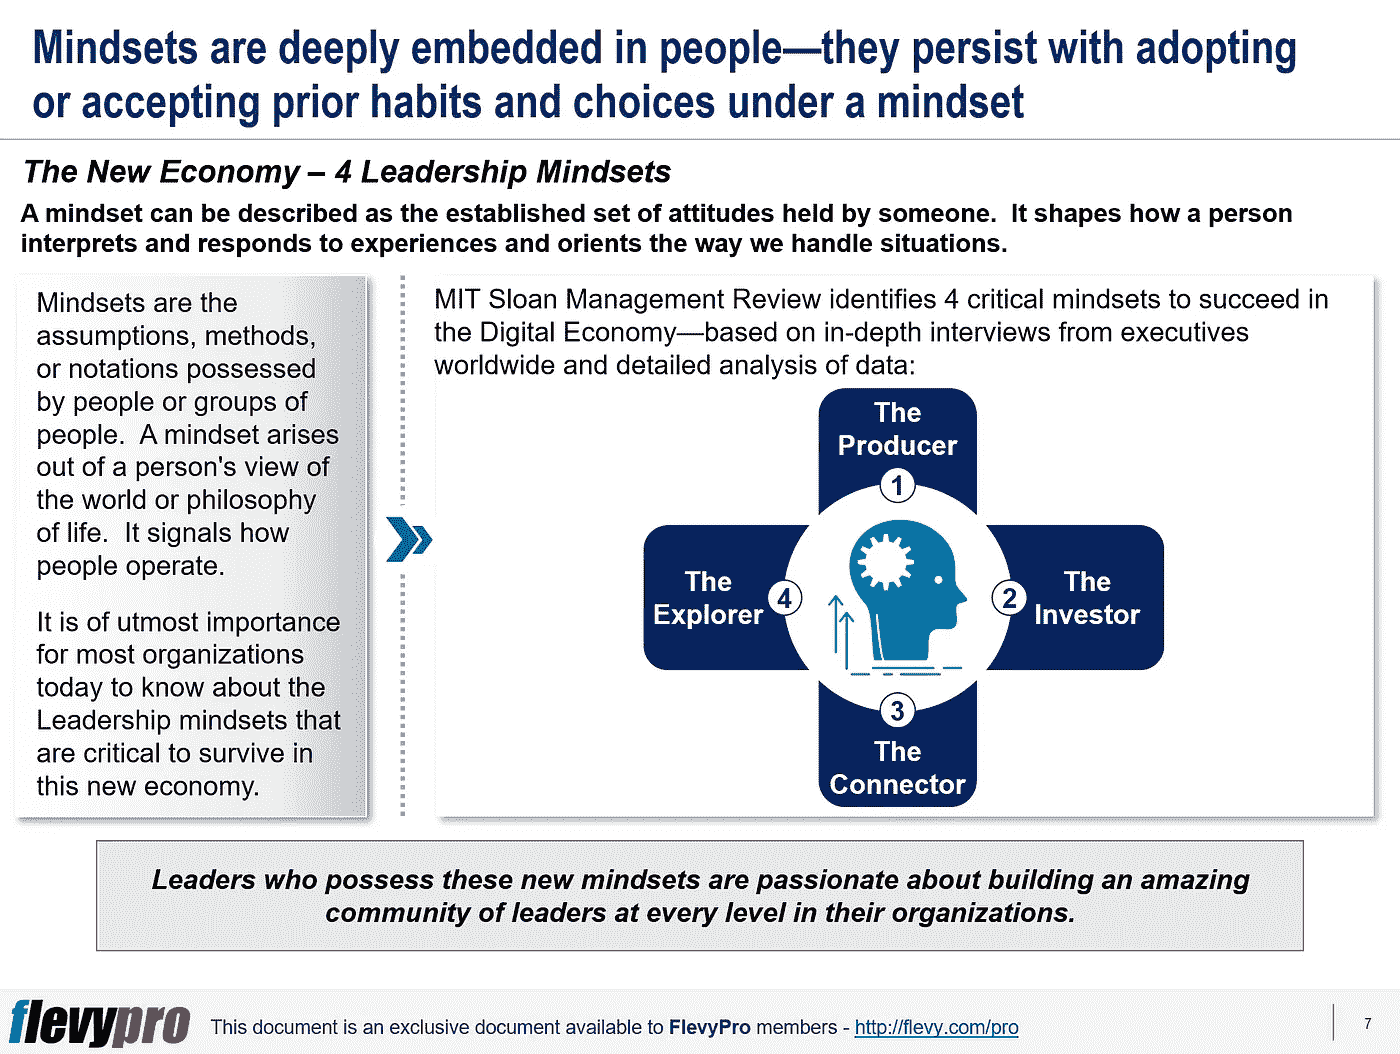 Mindsets are deeply embedded in people—they persist with adopting
or accepting prior habits and choices under a mindset
The New Economy – 4 Leadership Mindsets
A mindset can be described as the established set of attitudes held by someone.  It shapes how a person
interprets and responds to experiences and orients the way we handle situations.
Mindsets are the
assumptions, methods,
or notations possessed
by people or groups of
people.  A mindset arises
out of a person's view of
the world or philosophy
of life.  It signals how
people operate.
It is of utmost importance
for most organizations
today to know about the
Leadership mindsets that
are critical to survive in
this new economy.
MIT Sloan Management Review identifies 4 critical mindsets to succeed in
the Digital Economy—based on in-depth interviews from executives
worldwide and detailed analysis of data:
The
Producer
1
The
Investor
2
3
The
Connector
The
Explorer
4
Leaders who possess these new mindsets are passionate about building an amazing
community of leaders at every level in their organizations.
flevypro
This document is an exclusive document available to FlevyPro members - http://flevy.com/pro
7